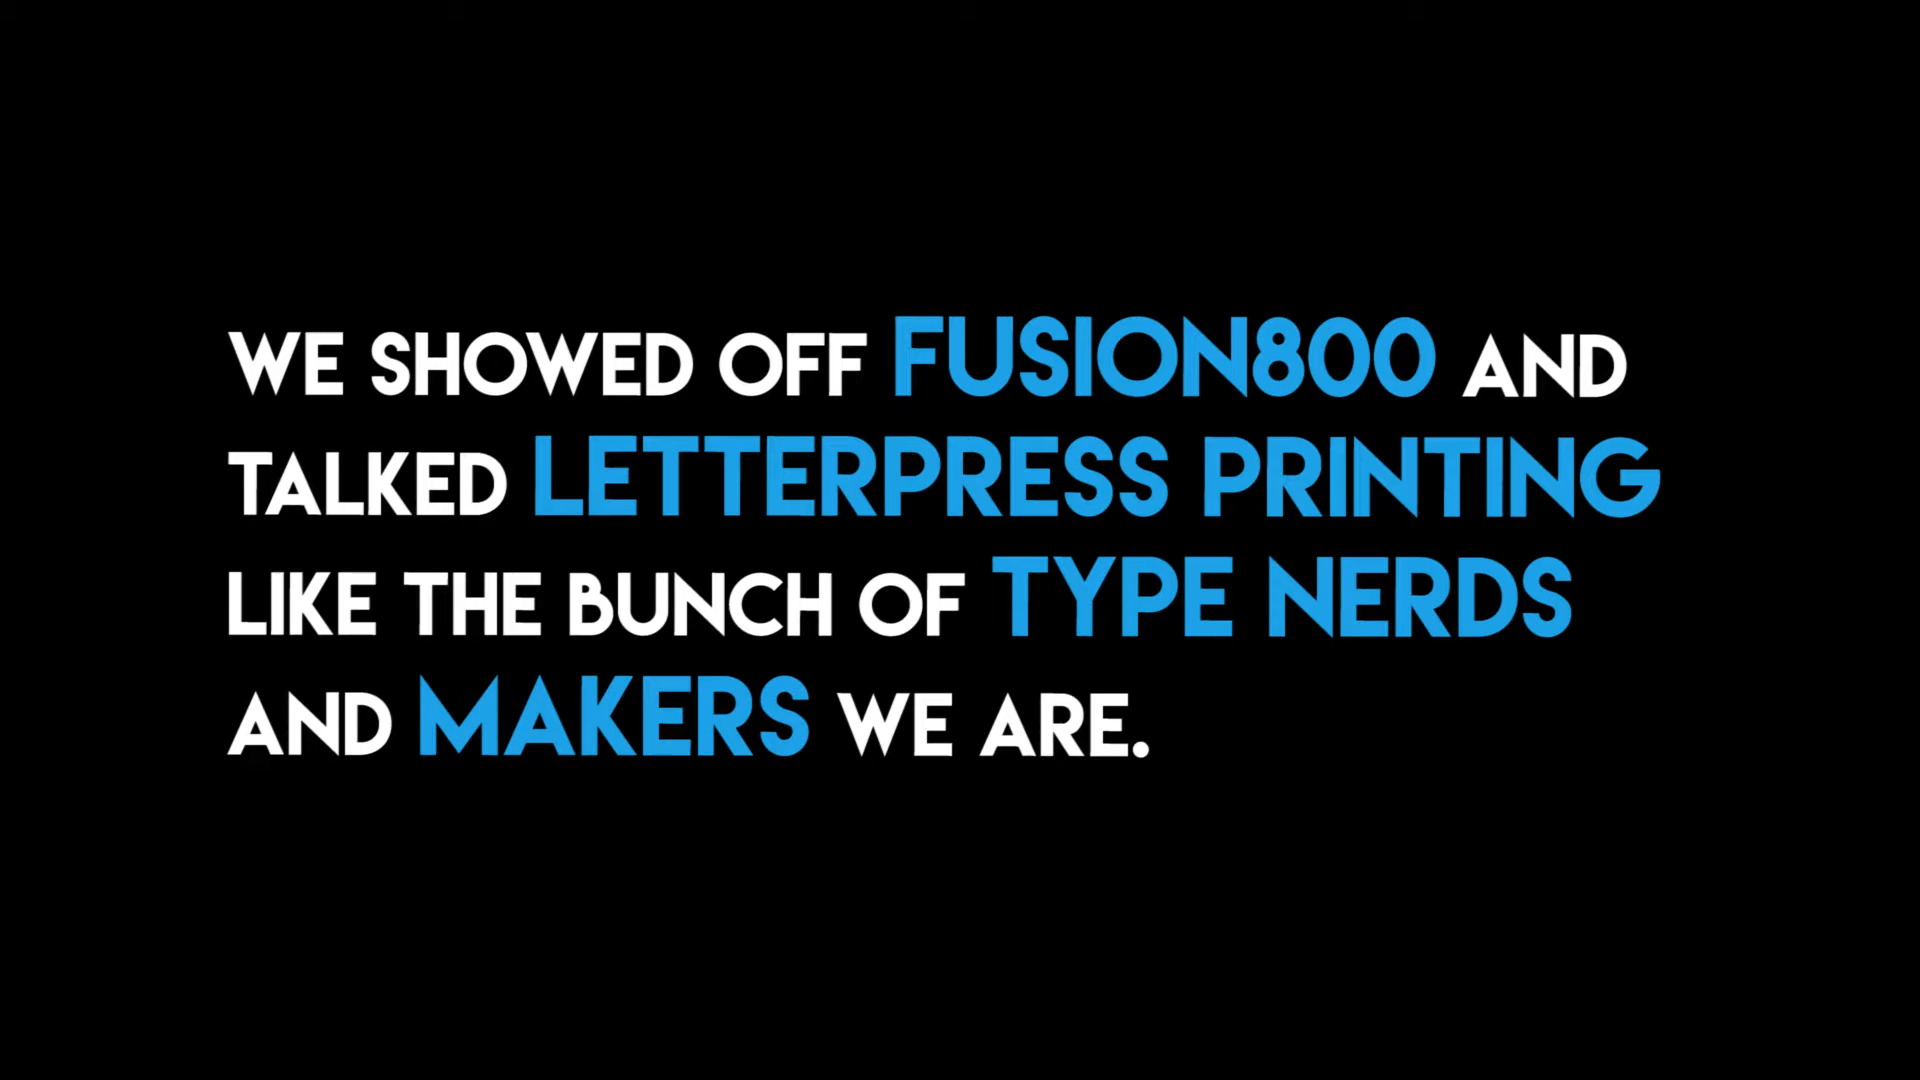 WE SHOWED OFF FUSION800 AND
TALKED LETTERPRESS PRINTING
LIKE THE BUNCH OF TYPE NERDS
AND MAKERS WE ARE.